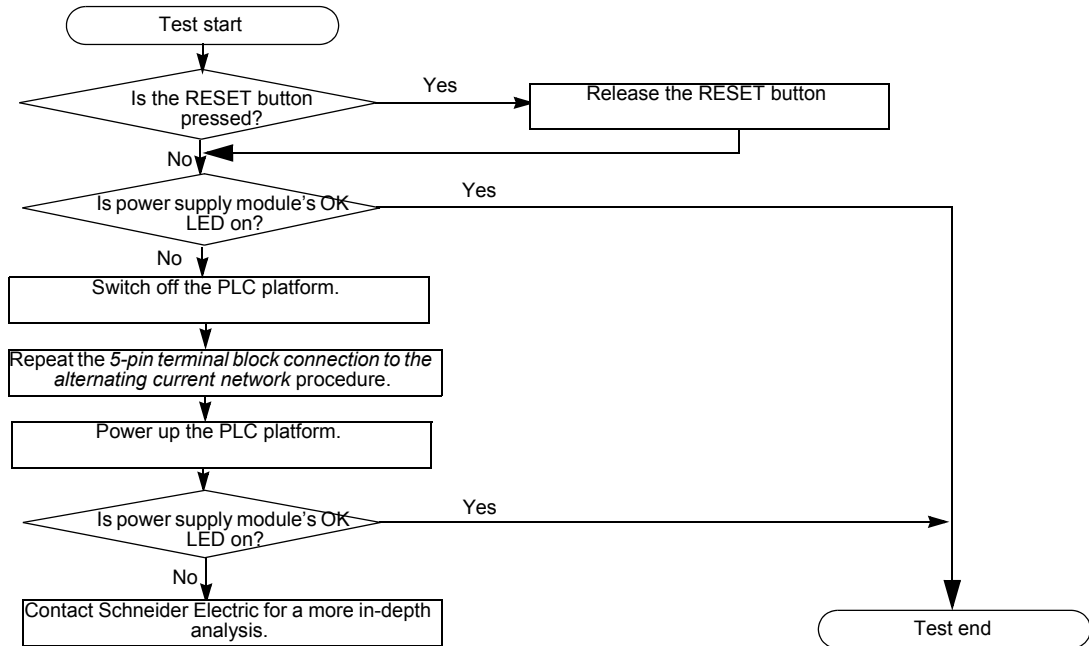 Test start
Is the RESET button
pressed?
Yes
Release the RESET button
No
Is power supply module's OK
LED on?
Yes
No
Switch off the PLC platform.
Repeat the 5-pin terminal block connection to the
alternating current network procedure.
Power up the PLC platform.
Is power supply module's OK
LED on?
Yes
No
Contact Schneider Electric for a more in-depth
analysis.
Test end